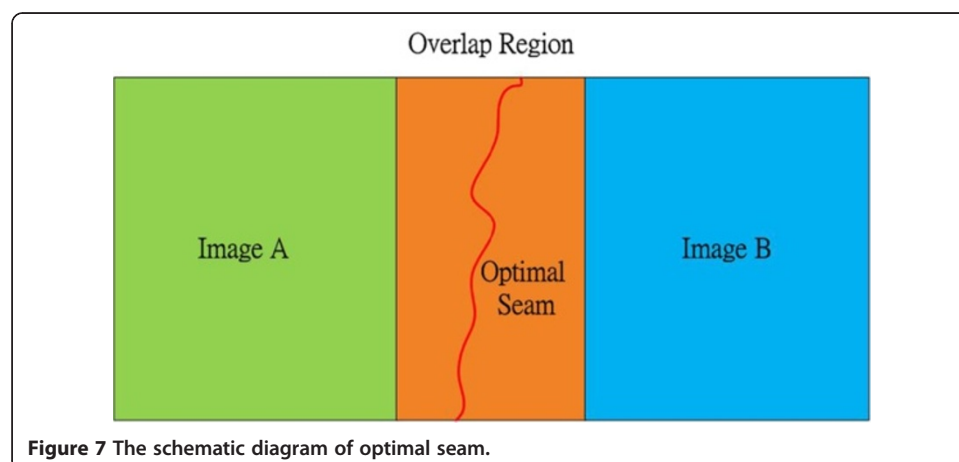 Overlap Region
Image A
Optimal
Seam
Image B
Figure 7 The schematic diagram of optimal seam.